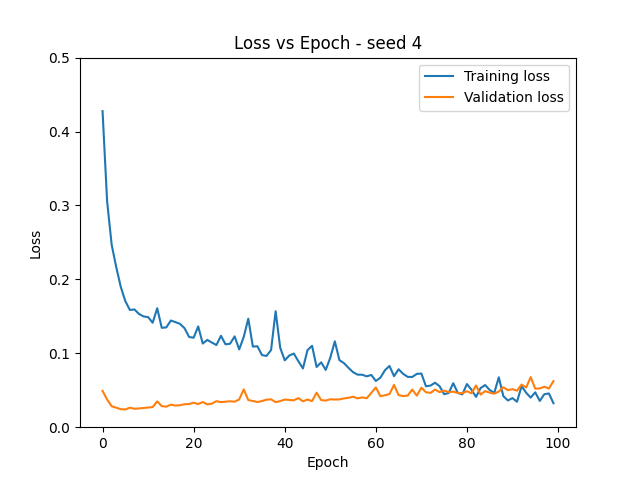 Loss vs Epoch - seed 4
Training loss
Validation loss
0.5
0.4
0.3
0.2
0.1
0.0
Loss
0 20 40 60 80 100
Epoch